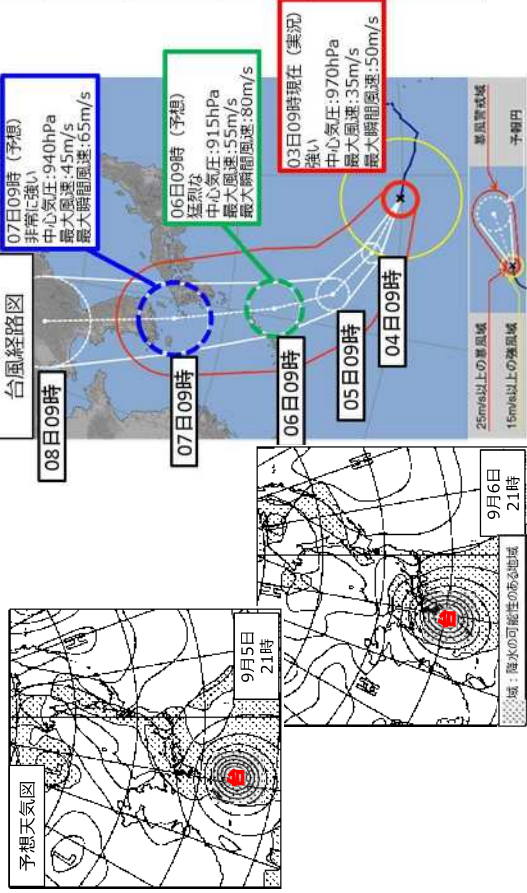 台風経路図
07日09時 (予想)
非常に強い
中心気圧:940hPa
最大風速:45m/s
最大瞬間風速:65m/s
06日09時 (予想)
猛烈な
中心気圧:915hPa
最大風速:55m/s
最大瞬間風速:80m/s
03日09時現在 (実況)
強い
中心気圧:970hPa
最大風速:35m/s
最大瞬間風速:50m/s
08日09時
07日09時
06日09時
05日09時
04日09時
25m/s以上の暴風域
15m/s以上の強風域
暴風警戒域
予報円
予想天気図
L
台
9月5日
21時
台
9月6日
21時
域:降水の可能性のある地域